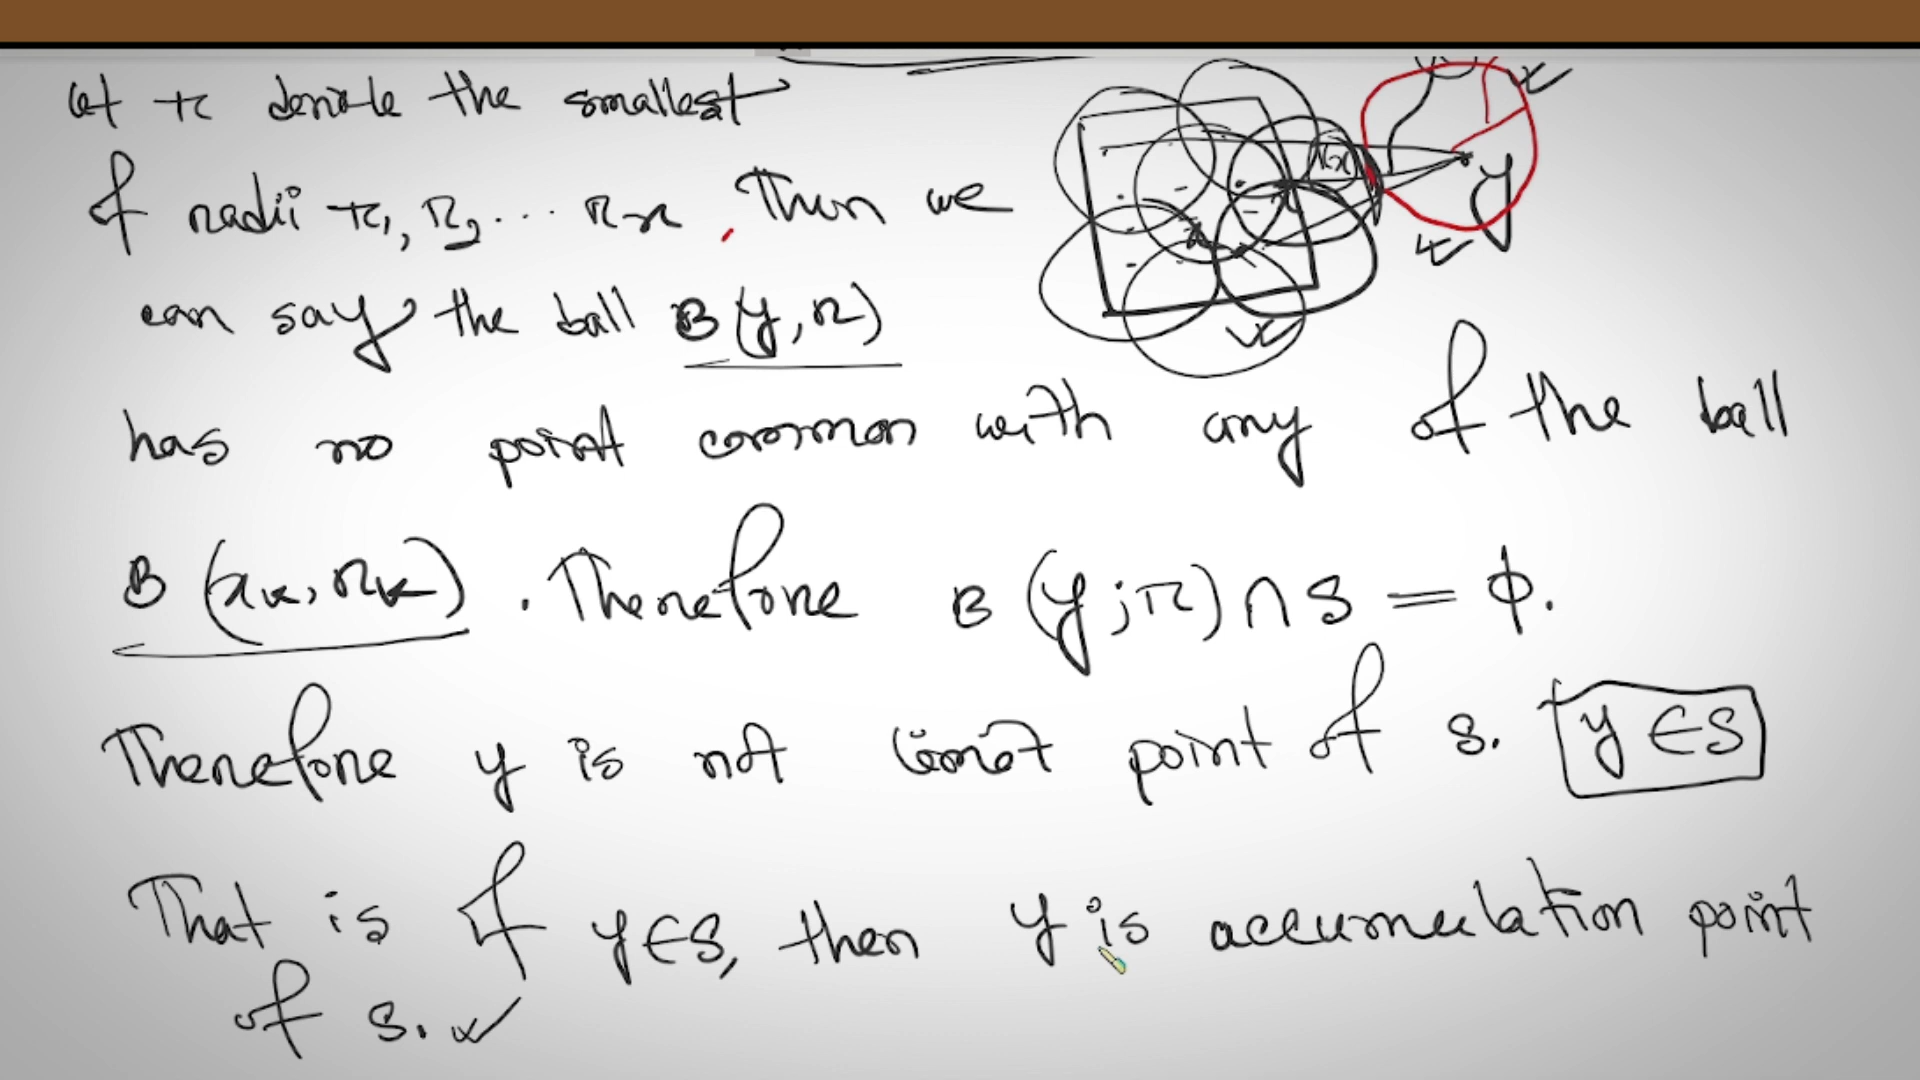 let r denote the smallest
of radii r1, r2 ... rn, Then we
can say the ball B(y, r)
r(x)
y
has no point common with any of the ball
B (xk, rk). Therefore B (y; r) ∩ S = φ.
Therefore y is not limit point of S. y ∈ S
That is if y ∈ S, then y is accumulation point
of S.